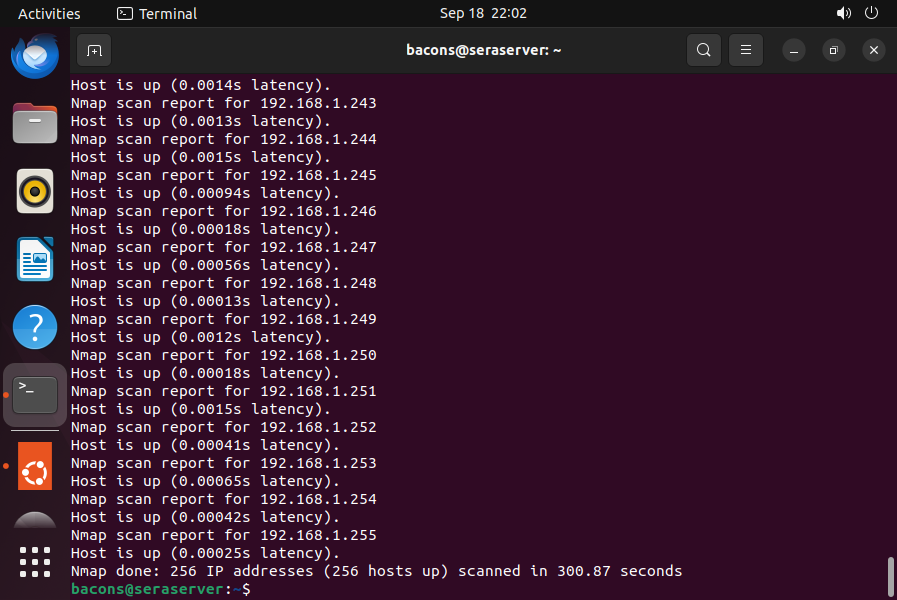 Activities Terminal Sep 18 22:02
bacons@seraserver: ~
Host is up (0.0014s latency).
Nmap scan report for 192.168.1.243
Host is up (0.0013s latency).
Nmap scan report for 192.168.1.244
Host is up (0.0015s latency).
Nmap scan report for 192.168.1.245
Host is up (0.00094s latency).
Nmap scan report for 192.168.1.246
Host is up (0.00018s latency).
Nmap scan report for 192.168.1.247
Host is up (0.00056s latency).
Nmap scan report for 192.168.1.248
Host is up (0.00013s latency).
Nmap scan report for 192.168.1.249
Host is up (0.0012s latency).
Nmap scan report for 192.168.1.250
Host is up (0.00018s latency).
Nmap scan report for 192.168.1.251
Host is up (0.0015s latency).
Nmap scan report for 192.168.1.252
Host is up (0.00041s latency).
Nmap scan report for 192.168.1.253
Host is up (0.00065s latency).
Nmap scan report for 192.168.1.254
Host is up (0.00042s latency).
Nmap scan report for 192.168.1.255
Host is up (0.00025s latency).
Nmap done: 256 IP addresses (256 hosts up) scanned in 300.87 seconds
bacons@seraserver:~$